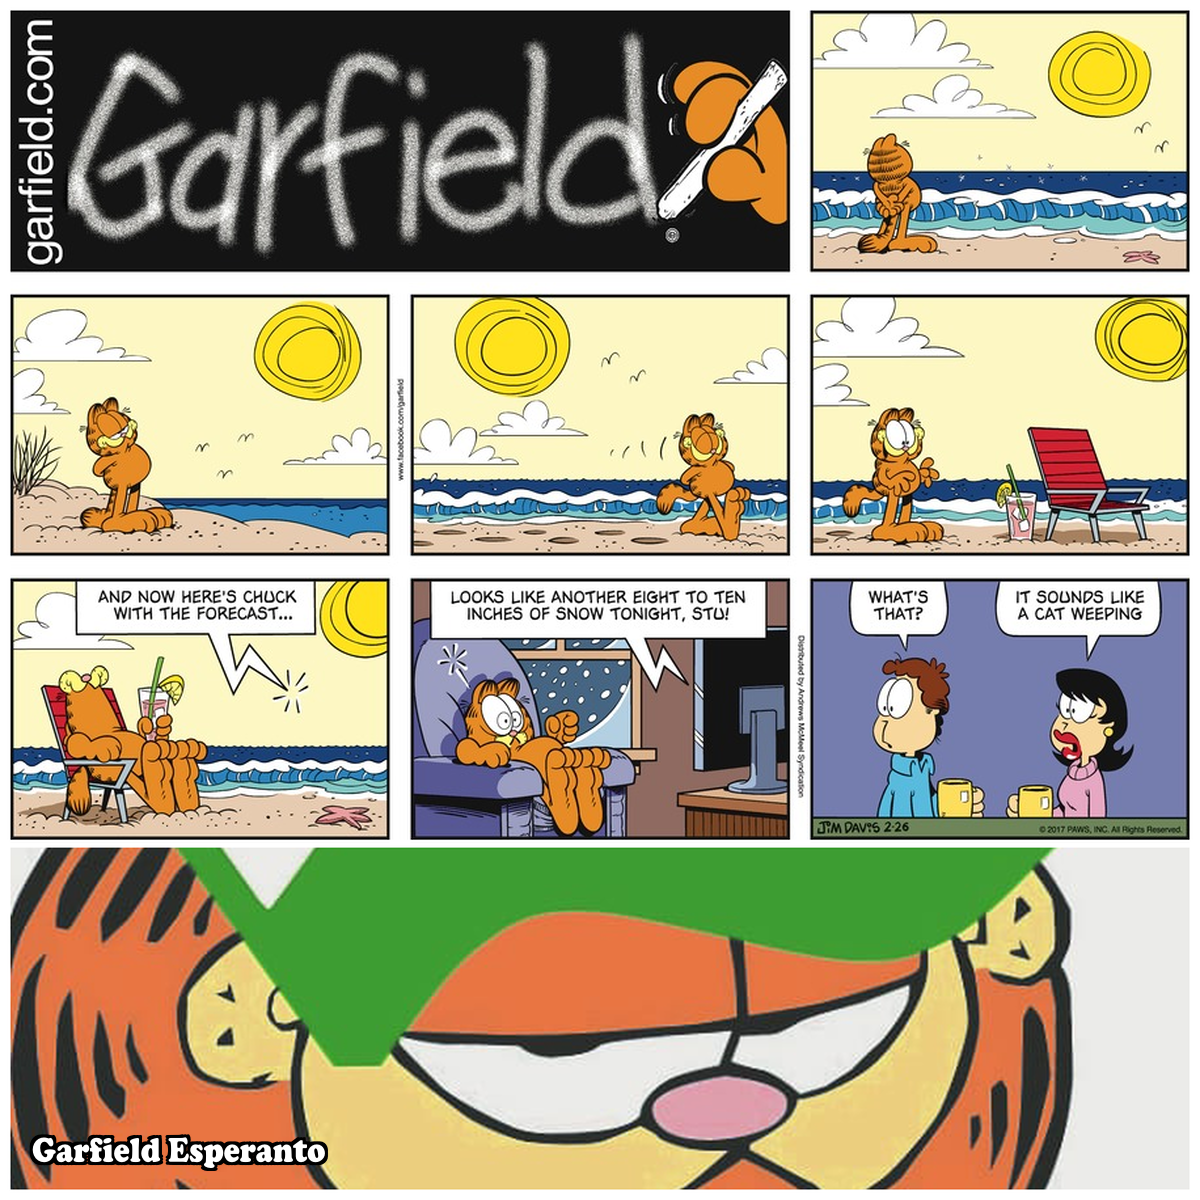 garfield.com
Garfield
®
www.facebook.com/garfield
AND NOW HERE'S CHUCK
WITH THE FORECAST...
LOOKS LIKE ANOTHER EIGHT TO TEN
INCHES OF SNOW TONIGHT, STU!
Distributed by Andrews McMeel Syndication
WHAT'S
THAT?
IT SOUNDS LIKE
A CAT WEEPING
JIM DAVIS 2-26
© 2017 PAWS, INC. All Rights Reserved.
Garfield Esperanto